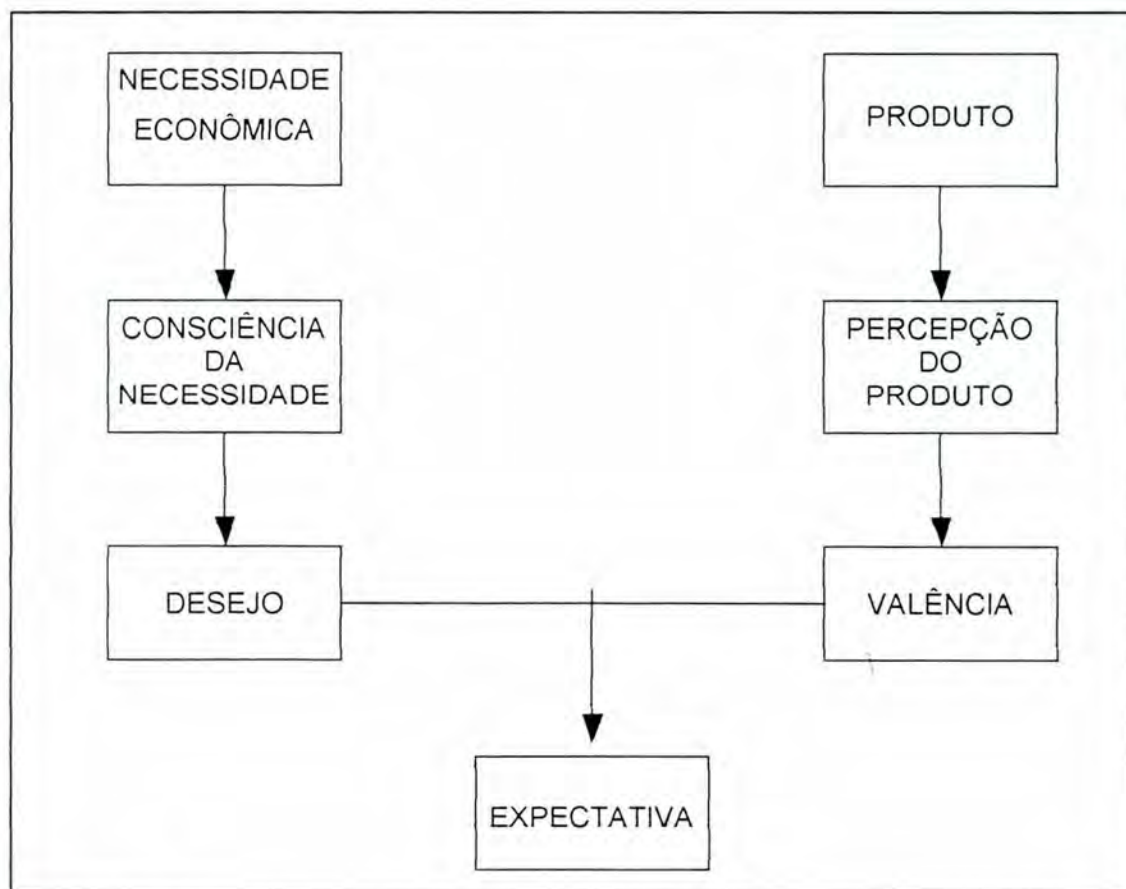 NECESSIDADE
ECONÔMICA
PRODUTO
CONSCIÊNCIA
DA
NECESSIDADE
PERCEPÇÃO
DO
PRODUTO
DESEJO
VALÊNCIA
EXPECTATIVA